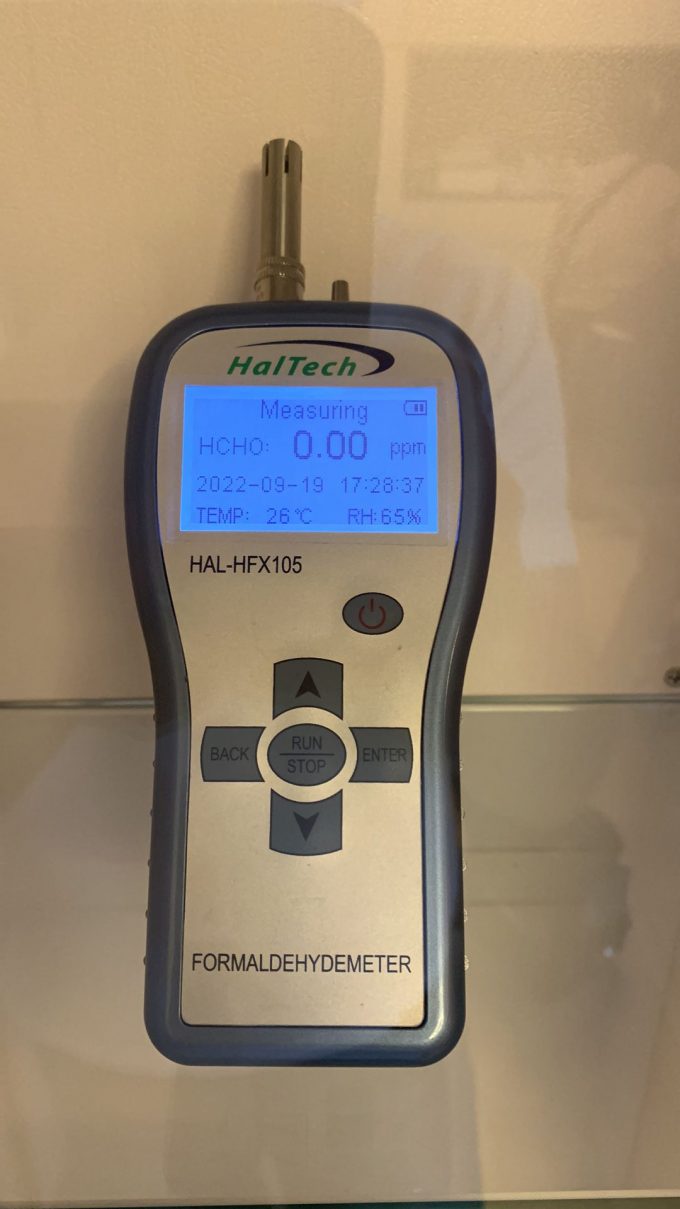 HalTech
Measuring
HCHO: 0.00 ppm
2022-09-19 17:28:37
TEMP: 26℃ RH:65%
HAL-HFX105
BACK RUN ENTER
STOP
FORMALDEHYDEMETER